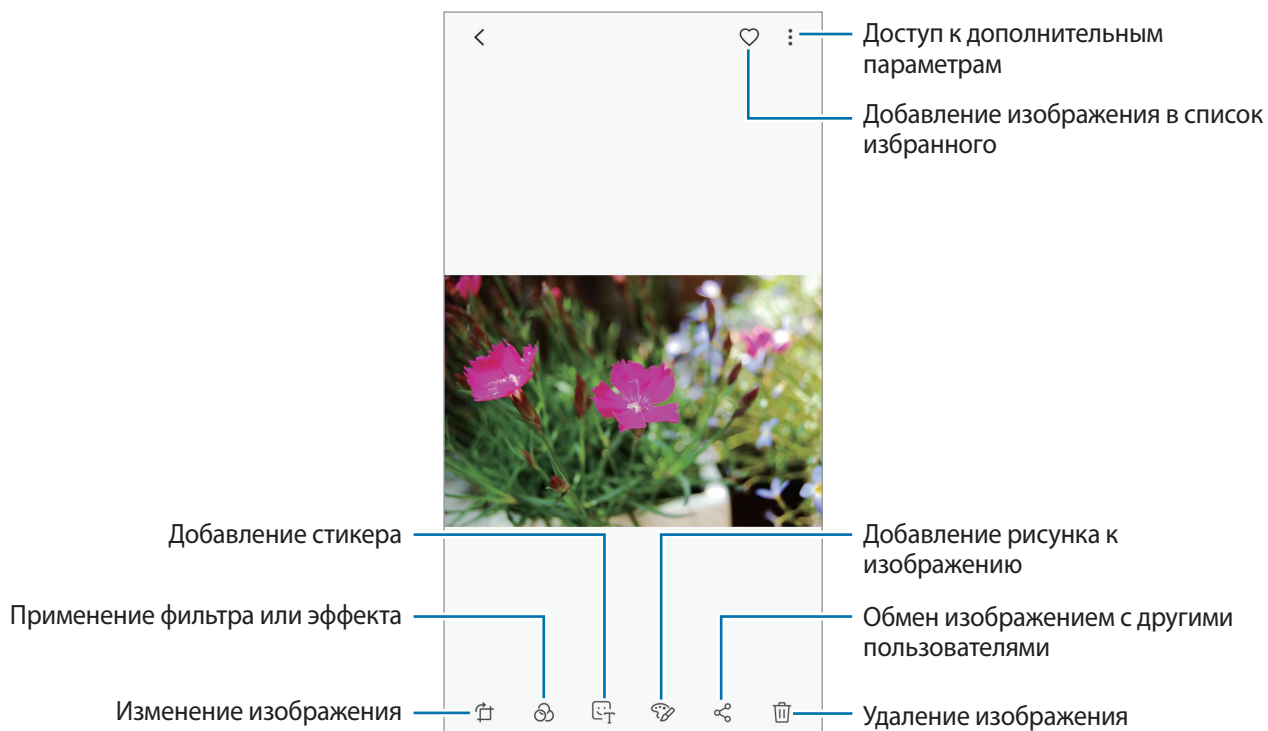 Доступ к дополнительным
параметрам
Добавление изображения в список
избранного
Добавление стикера
Применение фильтра или эффекта
Изменение изображения
Добавление рисунка к
изображению
Обмен изображением с другими
пользователями
Удаление изображения